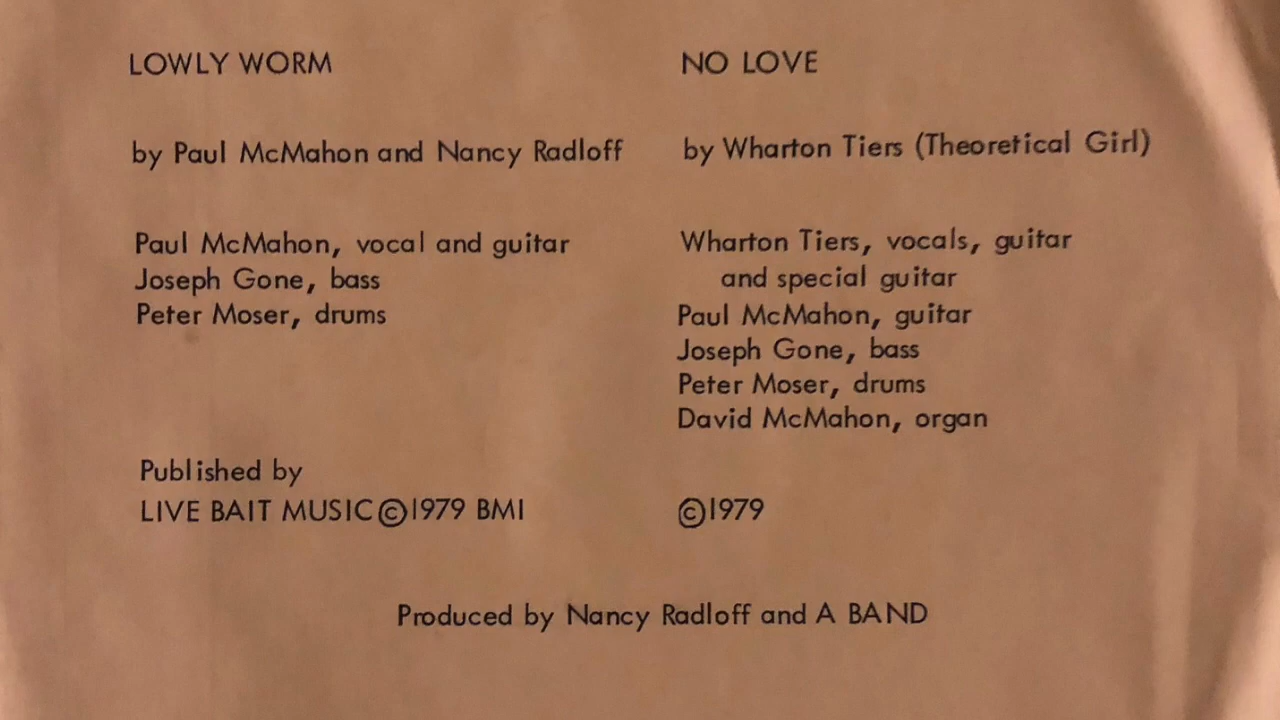 LOWLY WORM
by Paul McMahon and Nancy Radloff
Paul McMahon, vocal and guitar
Joseph Gone, bass
Peter Moser, drums
Published by
LIVE BAIT MUSIC©1979 BMI
NO LOVE
by Wharton Tiers (Theoretical Girl)
Wharton Tiers, vocals, guitar
and special guitar
Paul McMahon, guitar
Joseph Gone, bass
Peter Moser, drums
David McMahon, organ
©1979
Produced by Nancy Radloff and A BAND